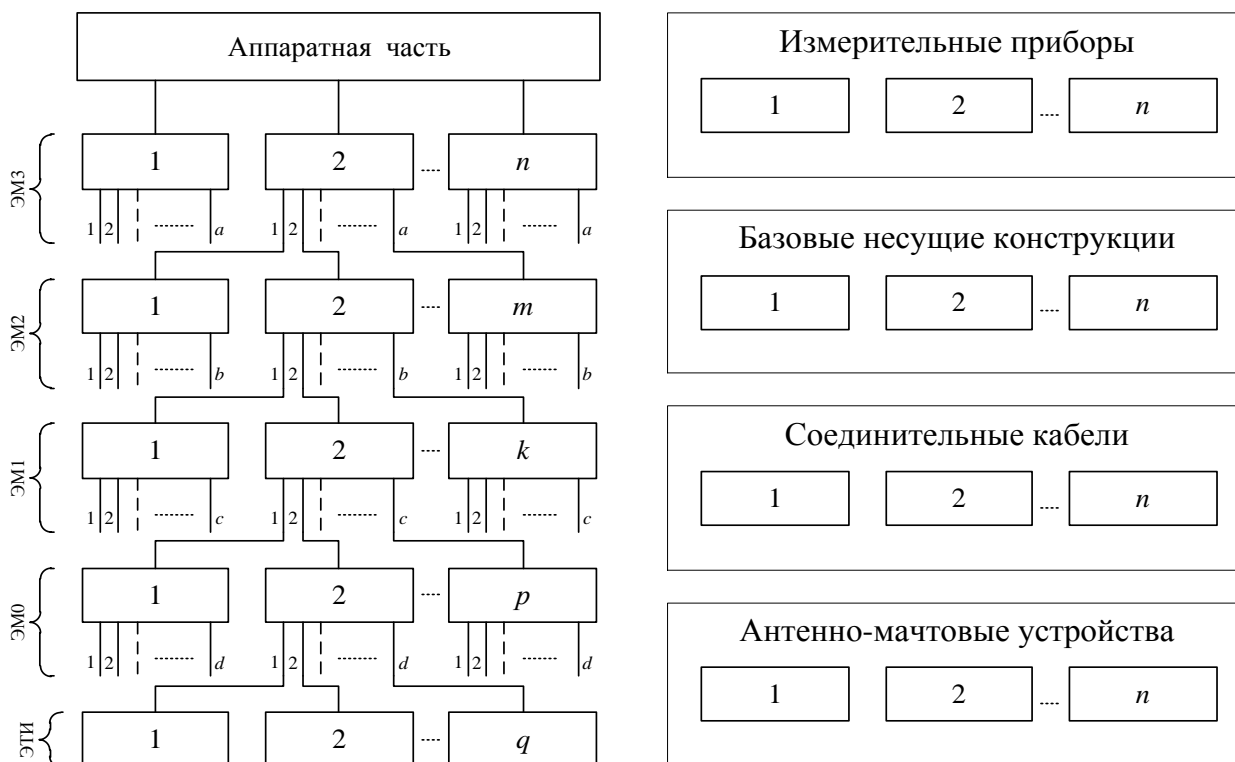 Аппаратная часть
ЭМ3
1 2 n
1 2 a 1 2 a 1 2 a
ЭМ2
1 2 m
1 2 b 1 2 b 1 2 b
ЭМ1
1 2 k
1 2 c 1 2 c 1 2 c
ЭМ0
1 2 p
1 2 d 1 2 d 1 2 d
ЭТИ
1 2 q
Измерительные приборы
1 2 n
Базовые несущие конструкции
1 2 n
Соединительные кабели
1 2 n
Антенно-мачтовые устройства
1 2 n